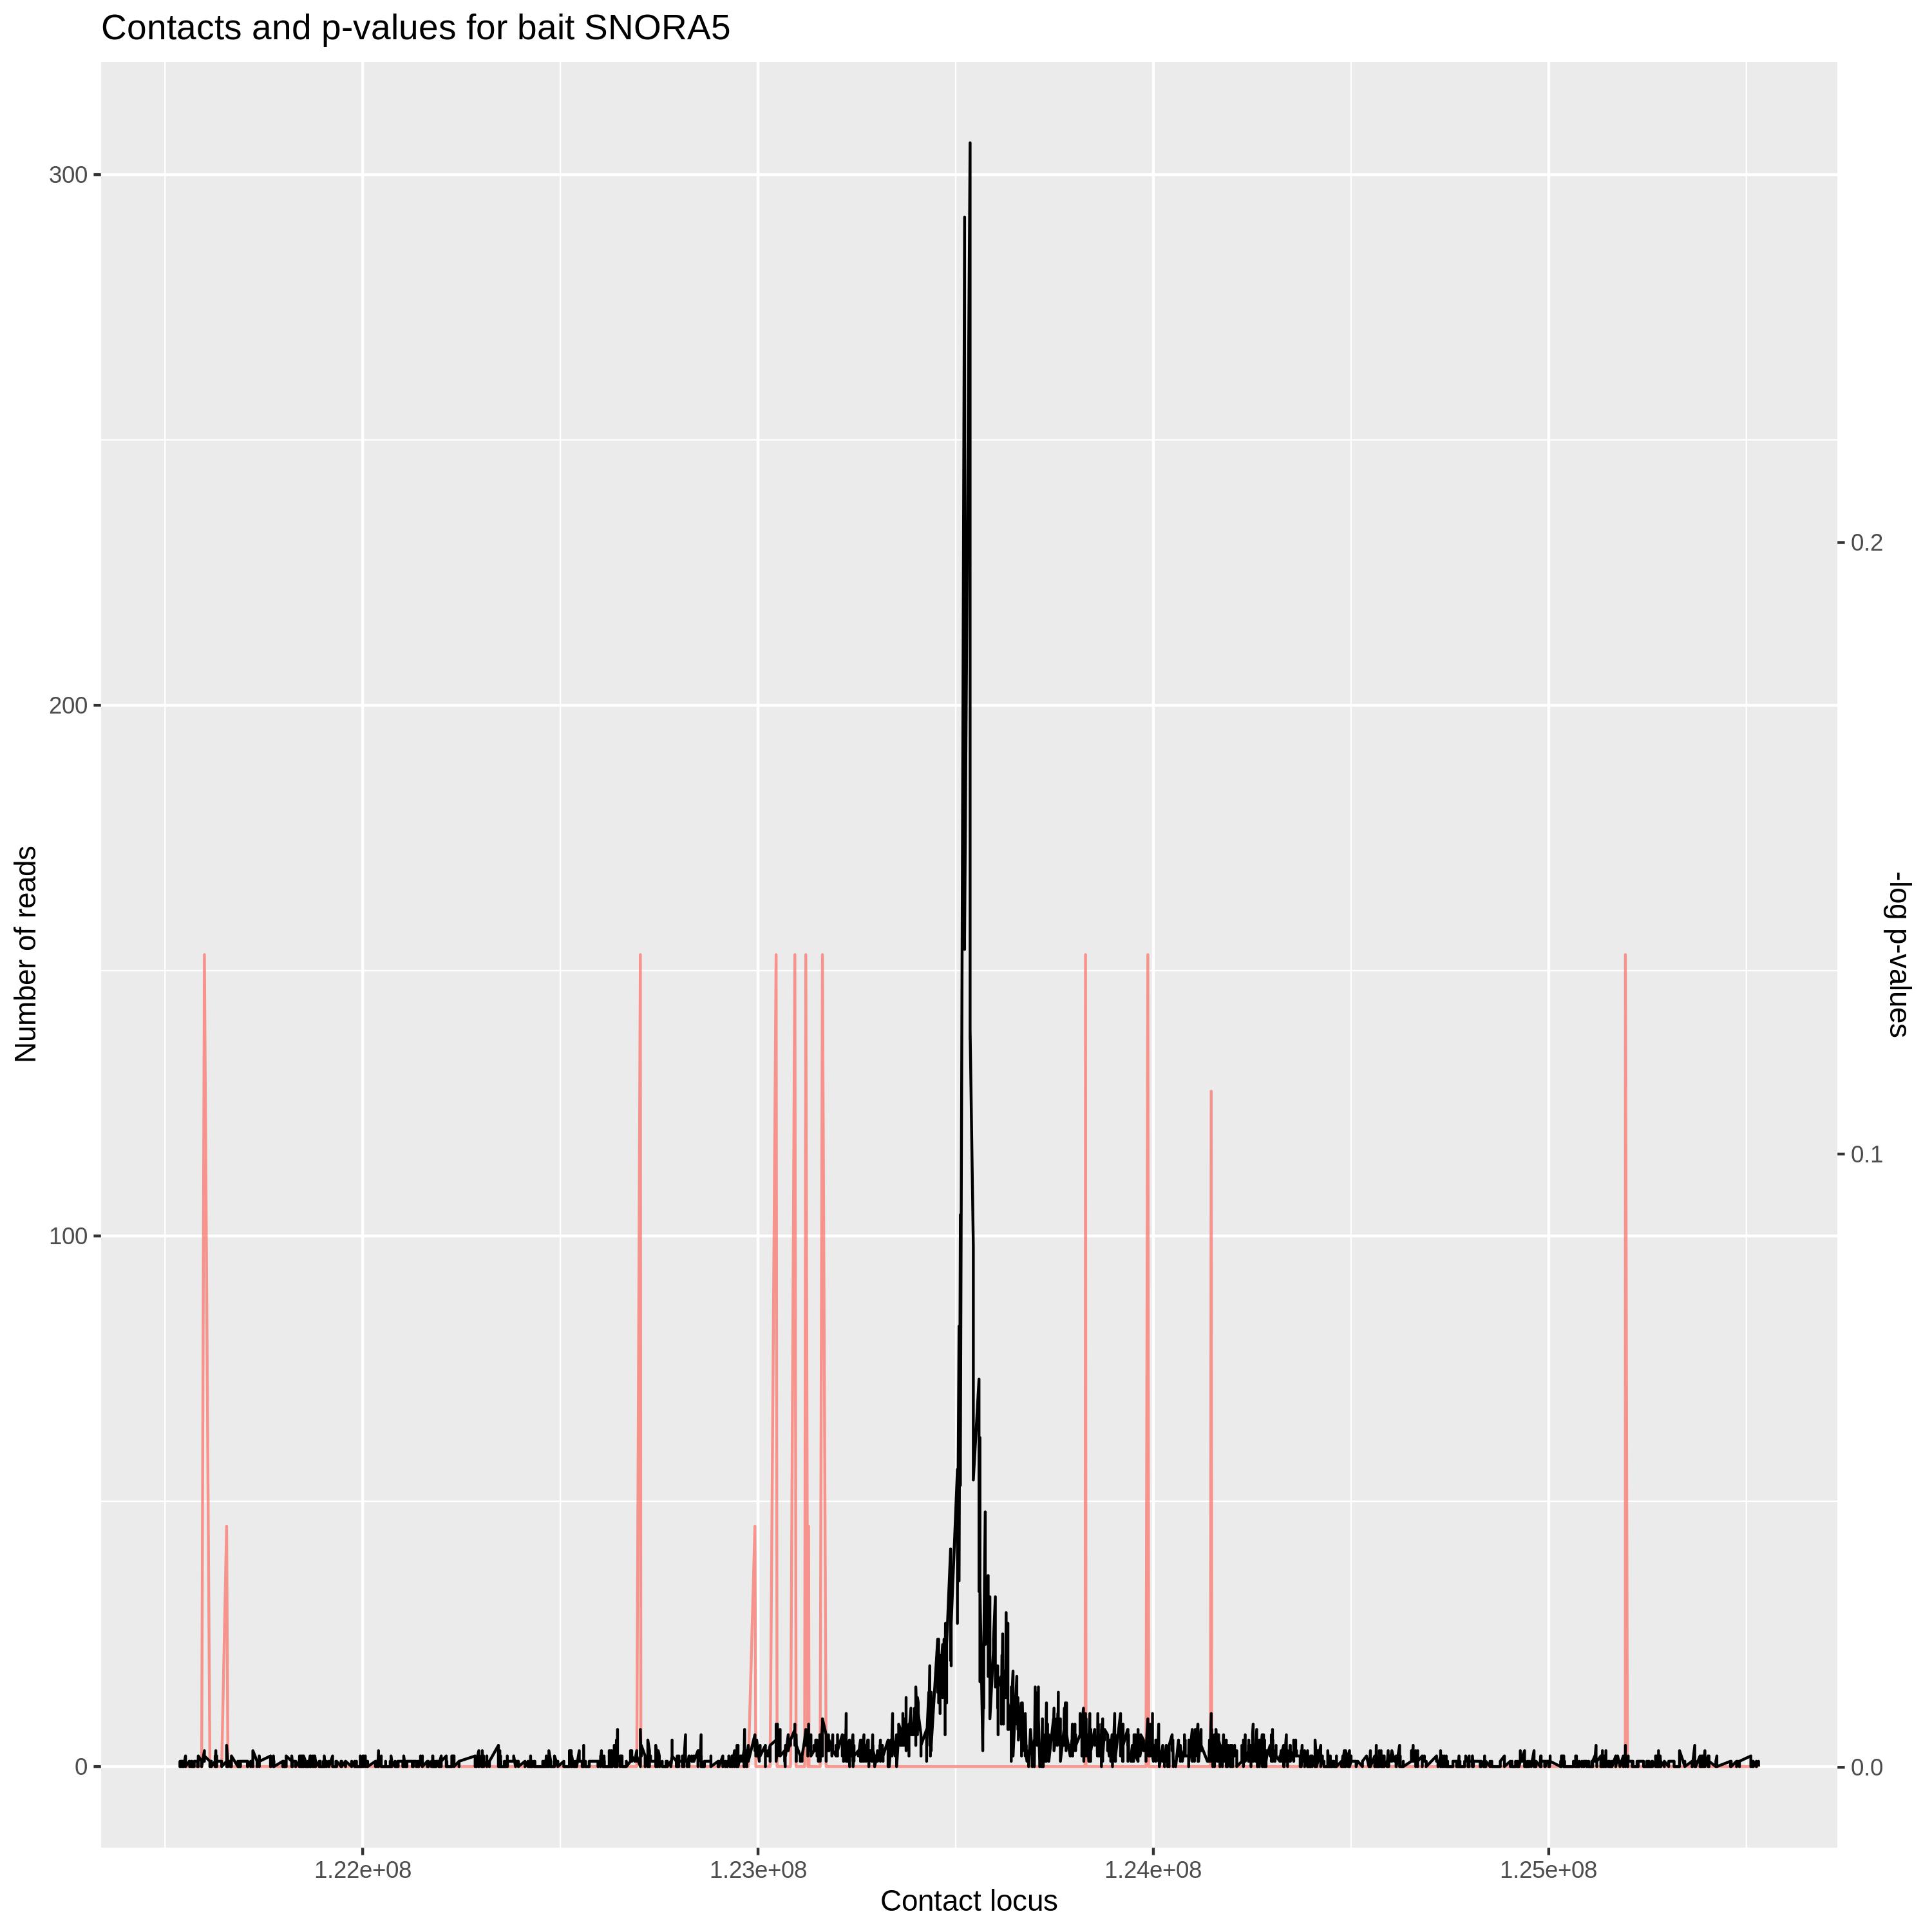 Contacts and p-values for bait SNORA5
300
200
100
0
Number of reads
0.2
0.1
0.0
-log p-values
1.22e+08
1.23e+08
1.24e+08
1.25e+08
Contact locus